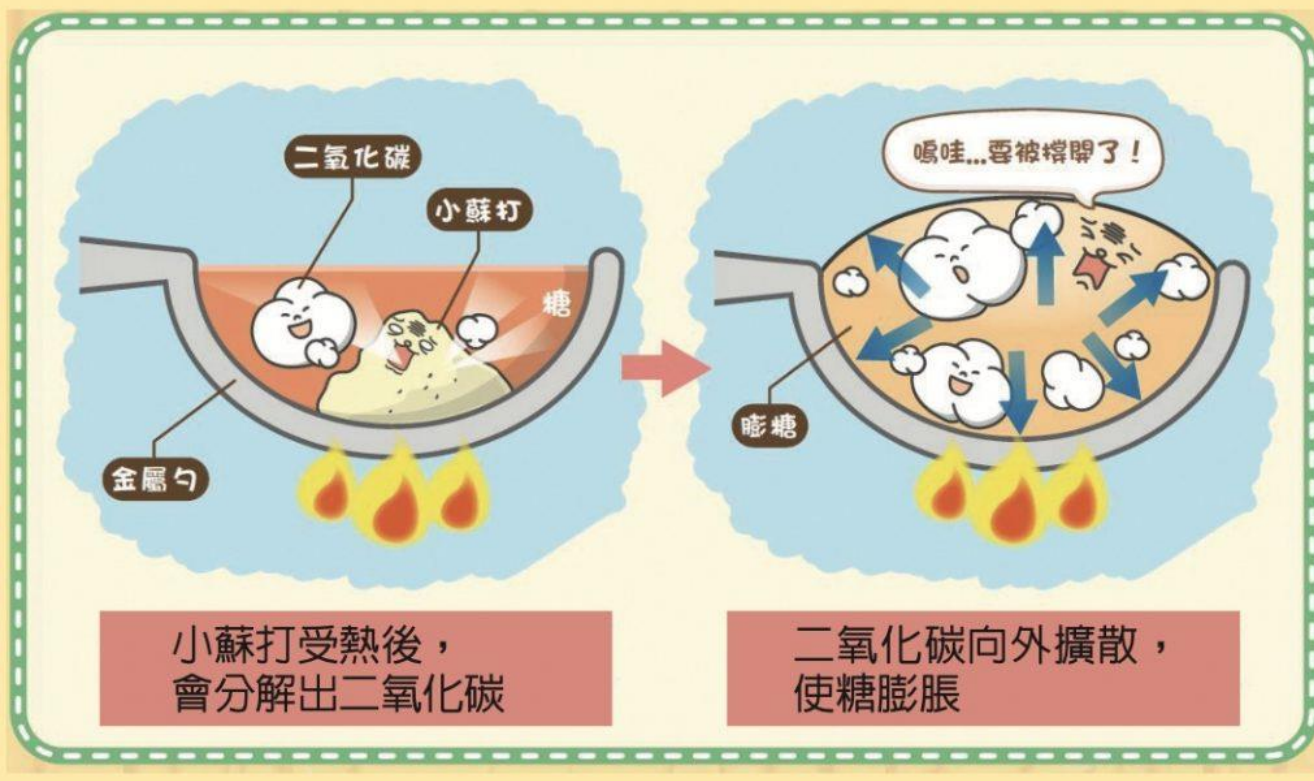 二氧化碳
小蘇打
糖
金屬勺
小蘇打受熱後，
會分解出二氧化碳
嗚哇...要被撐開了！
膨糖
二氧化碳向外擴散，
使糖膨脹